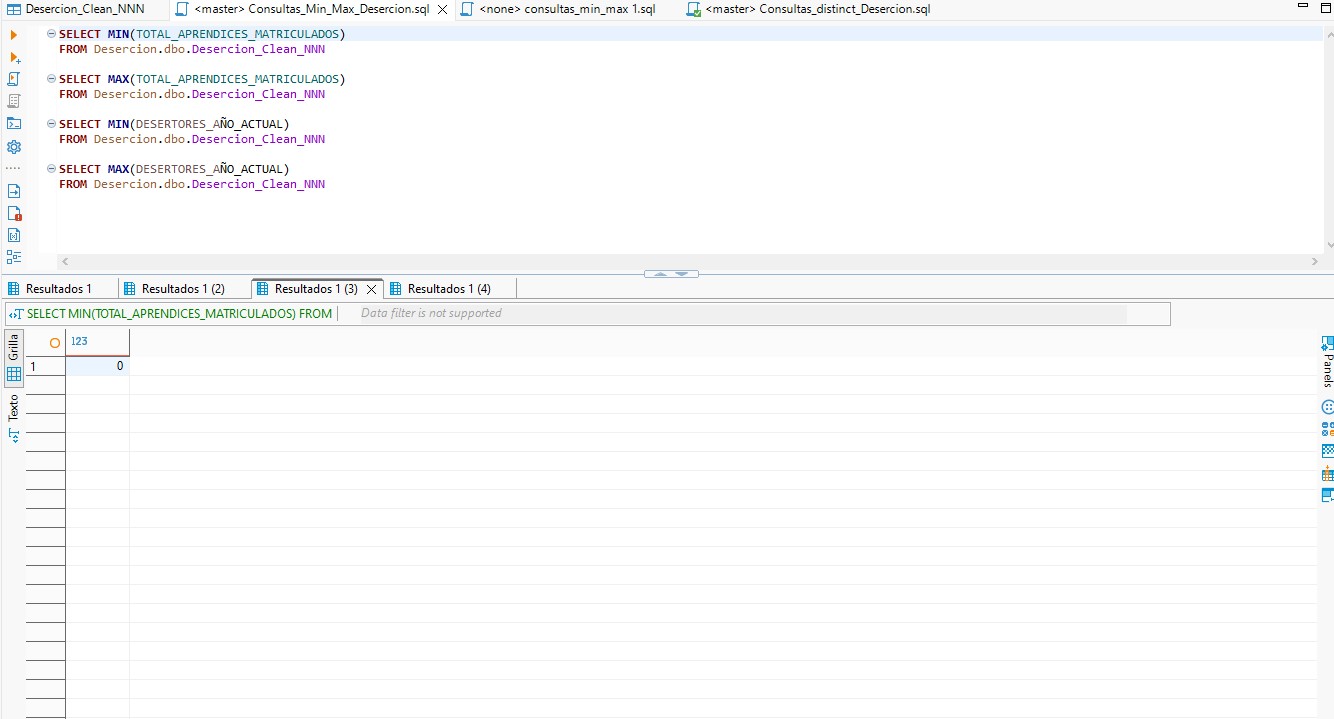 Desercion_Clean_NNN
<master> Consultas_Min_Max_Desercion.sql
<none> consultas_min_max 1.sql
<master> Consultas_distinct_Desercion.sql
SELECT MIN(TOTAL_APRENDICES_MATRICULADOS)
FROM Desercion.dbo.Desercion_Clean_NNN
SELECT MAX(TOTAL_APRENDICES_MATRICULADOS)
FROM Desercion.dbo.Desercion_Clean_NNN
SELECT MIN(DESERTORES_AÑO_ACTUAL)
FROM Desercion.dbo.Desercion_Clean_NNN
SELECT MAX(DESERTORES_AÑO_ACTUAL)
FROM Desercion.dbo.Desercion_Clean_NNN
Resultados 1
Resultados 1 (2)
Resultados 1 (3)
Resultados 1 (4)
SELECT MIN(TOTAL_APRENDICES_MATRICULADOS) FROM
Data filter is not supported
Grilla
Texto
123
1
0
Panels